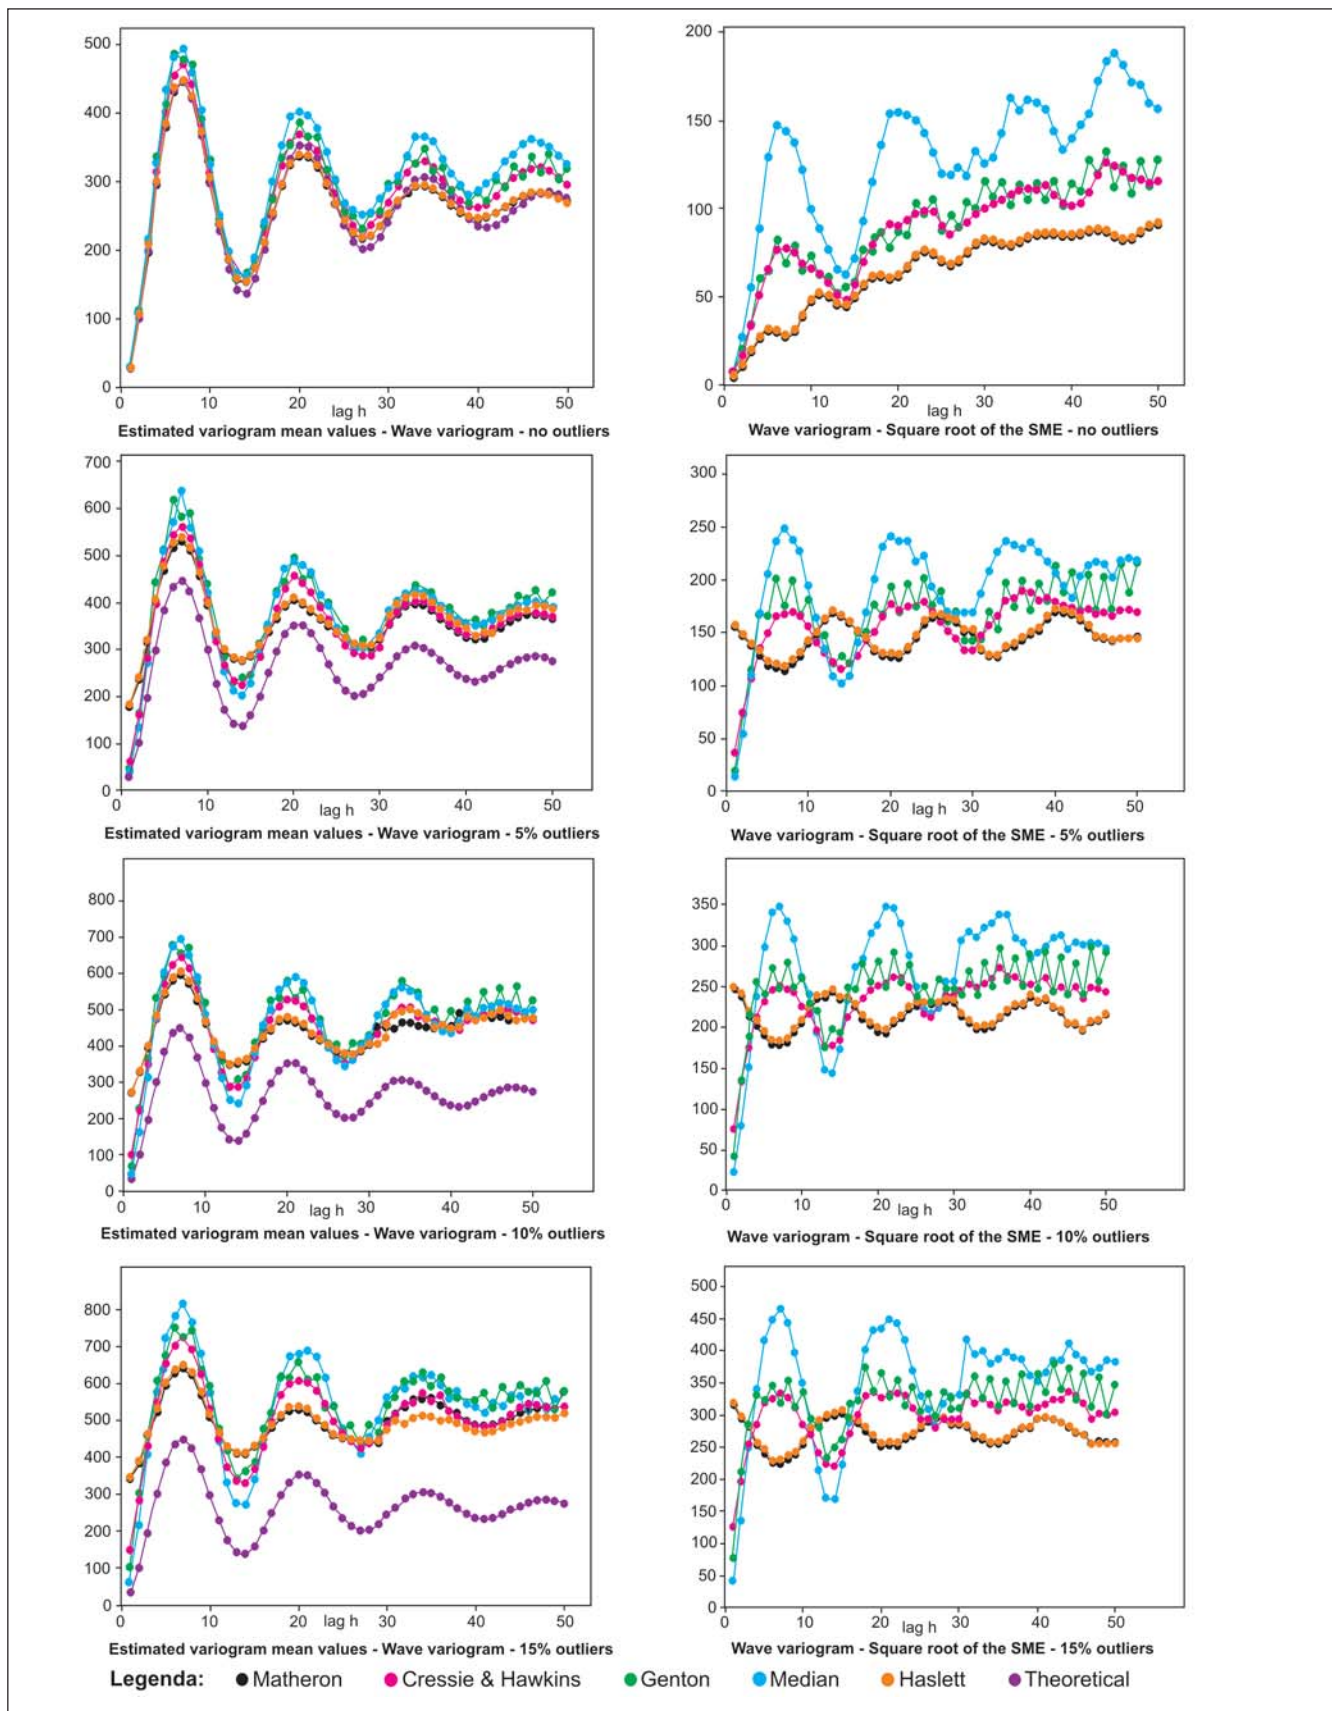 500
400
300
200
100
0
0 10 20 30 40 50
lag h
Estimated variogram mean values - Wave variogram - no outliers
200
150
100
50
0
0 10 20 30 40 50
lag h
Wave variogram - Square root of the SME - no outliers
700
600
500
400
300
200
100
0
0 10 20 30 40 50
lag h
Estimated variogram mean values - Wave variogram - 5% outliers
300
250
200
150
100
50
0
0 10 20 30 40 50
lag h
Wave variogram - Square root of the SME - 5% outliers
800
700
600
500
400
300
200
100
0
0 10 20 30 40 50
lag h
Estimated variogram mean values - Wave variogram - 10% outliers
350
300
250
200
150
100
50
0
0 10 20 30 40 50
lag h
Wave variogram - Square root of the SME - 10% outliers
800
700
600
500
400
300
200
100
0
0 10 20 30 40 50
lag h
Estimated variogram mean values - Wave variogram - 15% outliers
500
450
400
350
300
250
200
100
50
0
0 10 20 30 40 50
lag h
Wave variogram - Square root of the SME - 15% outliers
Legenda: Matheron Cressie & Hawkins Genton Median Haslett Theoretical